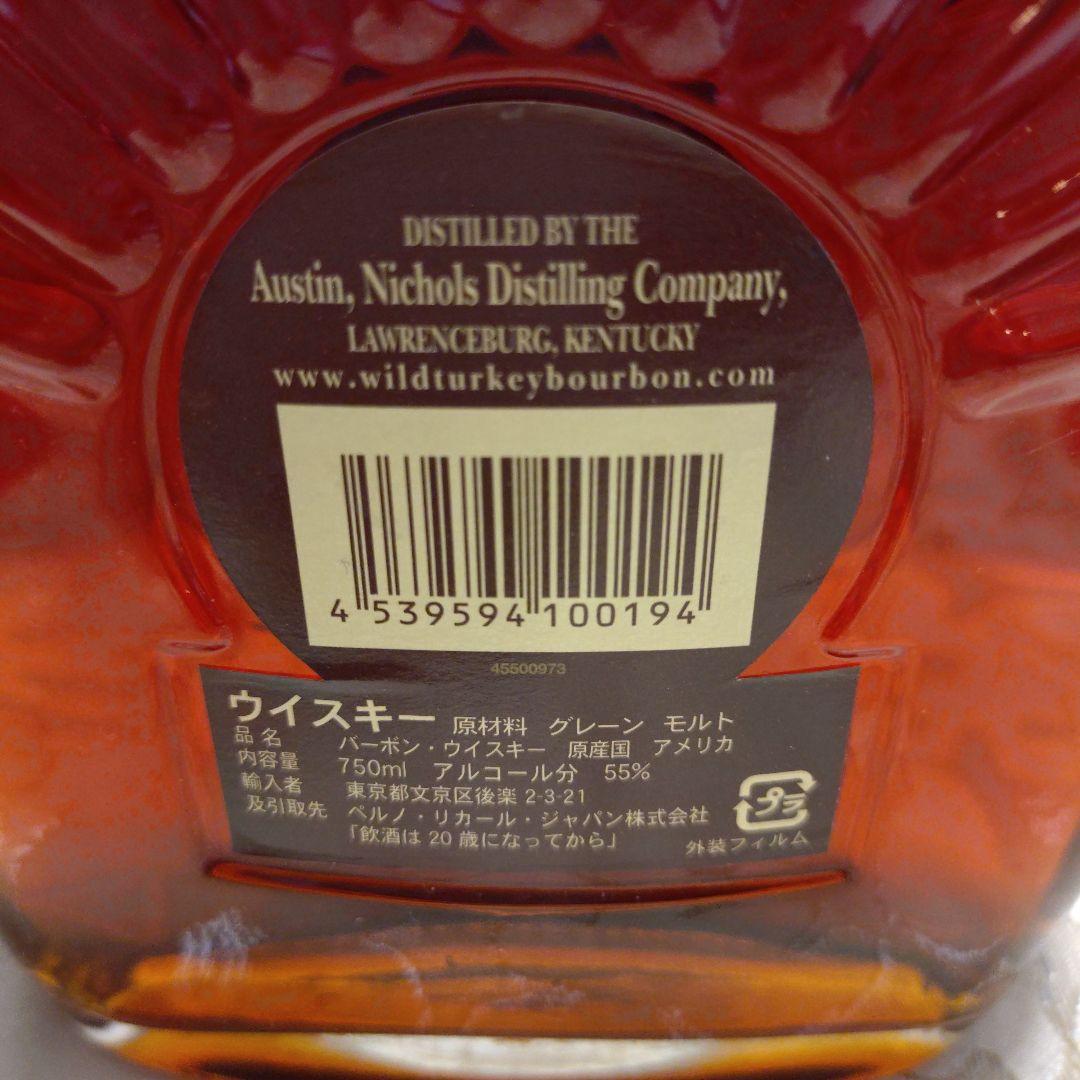 DISTILLED BY THE
Austin, Nichols Distilling Company,
LAWRENCEBURG, KENTUCKY
www.wildturkeybourbon.com
4 539594 100194
45500973
ウイスキー 原材料 グレーン モルト
品名 バーボン・ウイスキー 原産国 アメリカ
内容量 750ml アルコール分 55%
輸入者 東京都文京区後楽 2-3-21
及引取先 ペルノ・リカール・ジャパン株式会社
「飲酒は 20 歳になってから」
プラ
外装フィルム